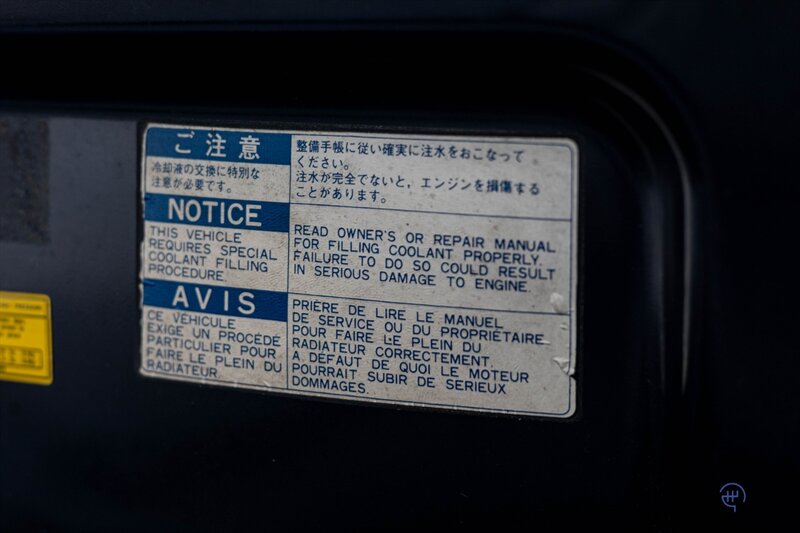 ご注意
冷却液の交換に特別な
注意が必要です。
整備手帳に従い確実に注水をおこなって
ください。
注水が完全でないと，エンジンを損傷する
ことがあります。
NOTICE
THIS VEHICLE
REQUIRES SPECIAL
COOLANT FILLING
PROCEDURE.
READ OWNER'S OR REPAIR MANUAL
FOR FILLING COOLANT PROPERLY.
FAILURE TO DO SO COULD RESULT
IN SERIOUS DAMAGE TO ENGINE.
AVIS
CE VÉHICULE
EXIGE UN PROCÉDÉ
PARTICULIER POUR
FAIRE LE PLEIN DU
RADIATEUR.
PRIÈRE DE LIRE LE MANUEL
DE SERVICE OU DU PROPRIÉTAIRE
POUR FAIRE LE PLEIN DU
RADIATEUR CORRECTEMENT.
A DÉFAUT DE QUOI LE MOTEUR
POURRAIT SUBIR DE SERIEUX
DOMMAGES.